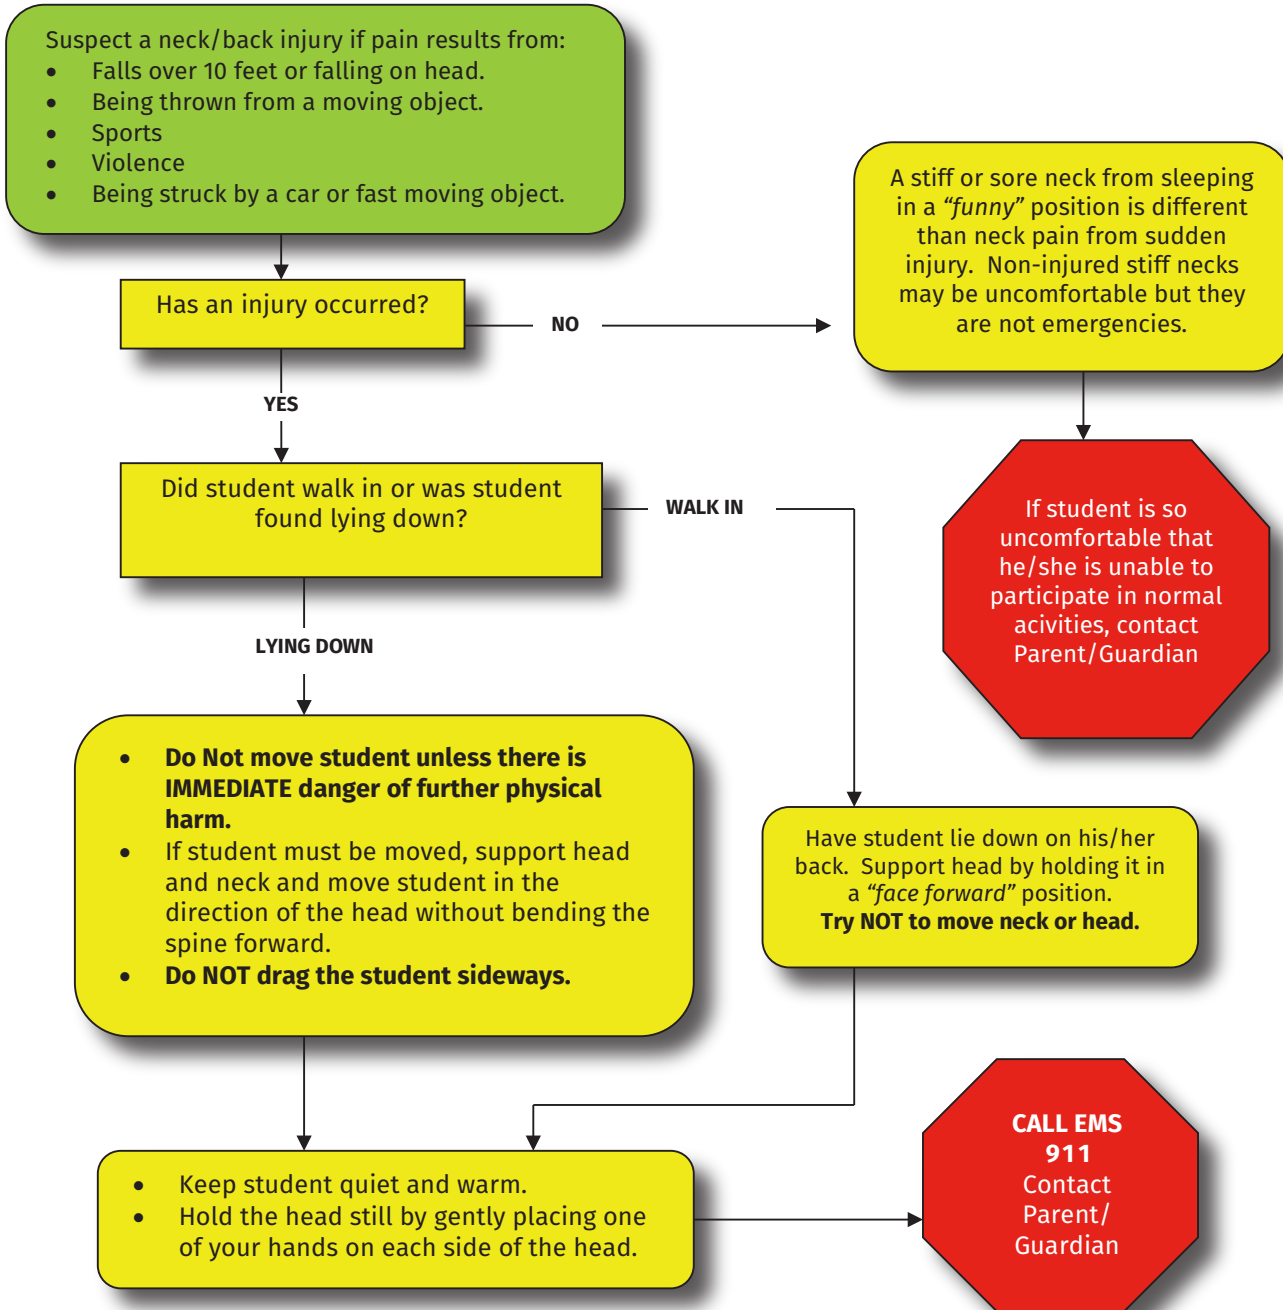 Suspect a neck/back injury if pain results from:
• Falls over 10 feet or falling on head.
• Being thrown from a moving object.
• Sports
• Violence
• Being struck by a car or fast moving object.
A stiff or sore neck from sleeping
in a “funny” position is different
than neck pain from sudden
injury. Non-injured stiff necks
may be uncomfortable but they
are not emergencies.
Has an injury occurred?
NO
YES
Did student walk in or was student
found lying down?
WALK IN
If student is so
uncomfortable that
he/she is unable to
participate in normal
acivities, contact
Parent/Guardian
LYING DOWN
• Do Not move student unless there is
IMMEDIATE danger of further physical
harm.
• If student must be moved, support head
and neck and move student in the
direction of the head without bending the
spine forward.
• Do NOT drag the student sideways.
Have student lie down on his/her
back. Support head by holding it in
a “face forward” position.
Try NOT to move neck or head.
• Keep student quiet and warm.
• Hold the head still by gently placing one
of your hands on each side of the head.
CALL EMS
911
Contact
Parent/
Guardian